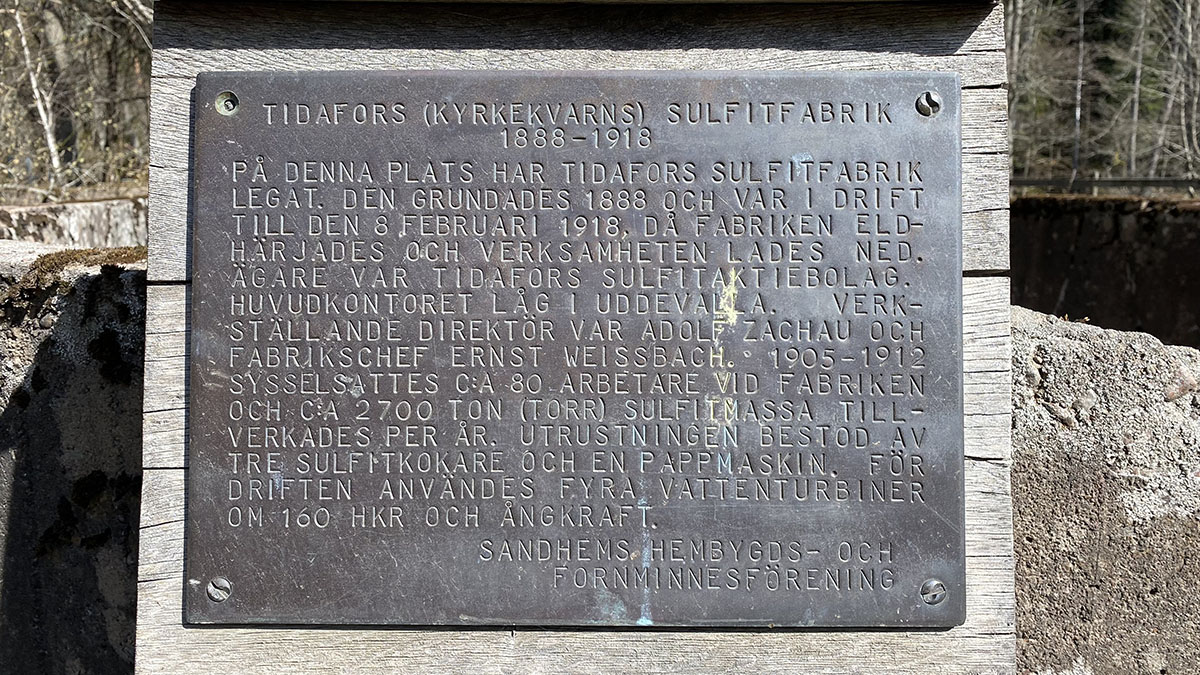 TIDAFORS (KYRKEKVARNS) SULFITFABRIK
1888-1918
PÅ DENNA PLATS HAR TIDAFORS SULFITFABRIK
LEGAT. DEN GRUNDADES 1888 OCH VAR I DRIFT
TILL DEN 8 FEBRUARI 1918, DÅ FABRIKEN ELD-
HÄRJADES OCH VERKSAMHETEN LADES NED.
ÄGARE VAR TIDAFORS SULFITAKTIEBOLAG.
HUVUDKONTORET LÅG I UDDEVALLA. VERK-
STÄLLANDE DIREKTÖR VAR ADOLF ZACHAU OCH
FABRIKSCHEF ERNST WEISSBACH. 1905-1912
SYSSELSATTES C:A 80 ARBETARE VID FABRIKEN
OCH C:A 2700 TON (TORR) SULFITMASSA TILL-
VERKADES PER ÅR. UTRUSTNINGEN BESTOD AV
TRE SULFITKOKARE OCH EN PAPPMASKIN. FÖR
DRIFTEN ANVÄNDES FYRA VATTENTURBINER
OM 160 HKR OCH ÅNGKRAFT.
SANDHEMS HEMBYGDS- OCH
FORNMINNESFÖRENING